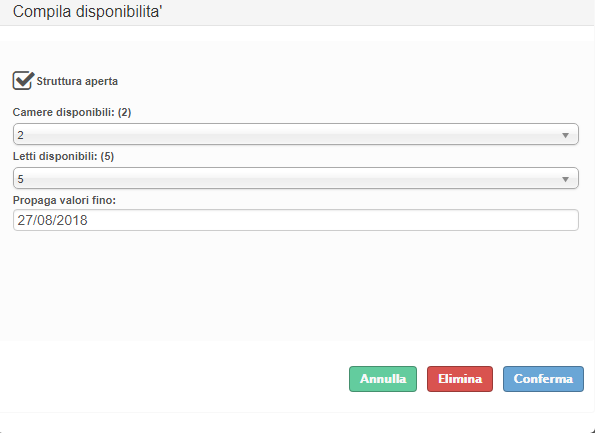 Compila disponibilita'
Struttura aperta
Camere disponibili: (2)
2
Letti disponibili: (5)
5
Propaga valori fino:
27/08/2018
Annulla Elimina Conferma